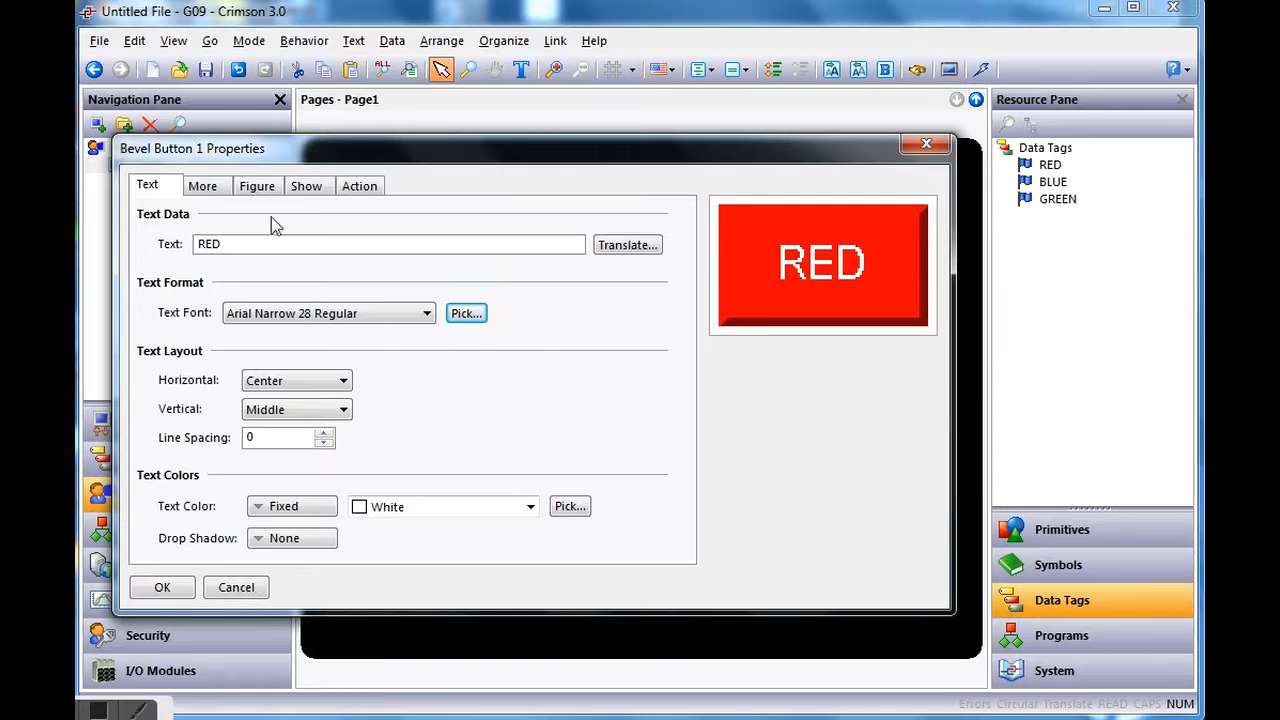 Untitled File - G09 - Crimson 3.0
File Edit View Go Mode Behavior Text Data Arrange Organize Link Help
Navigation Pane
Pages - Page1
Resource Pane
Bevel Button 1 Properties
Text More Figure Show Action
Text Data
Text: RED Translate...
Text Format
Text Font: Arial Narrow 28 Regular Pick...
Text Layout
Horizontal: Center
Vertical: Middle
Line Spacing: 0
Text Colors
Text Color: Fixed White Pick...
Drop Shadow: None
OK Cancel
RED
Data Tags
RED
BLUE
GREEN
Primitives
Symbols
Data Tags
Programs
System
Security
I/O Modules
Errors Circular Translate READ CAPS NUM